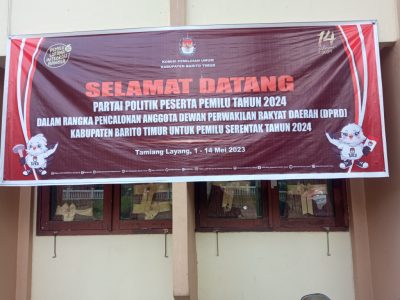 KOMISI PEMILIHAN UMUM
KABUPATEN BARITO TIMUR
14
SELAMAT DATANG
PARTAI POLITIK PESERTA PEMILU TAHUN 2024
DALAM RANGKA PENCALONAN ANGGOTA DEWAN PERWAKILAN RAKYAT DAERAH (DPRD)
KABUPATEN BARITO TIMUR UNTUK PEMILU SERENTAK TAHUN 2024
Tamiang Layang, 1 - 14 Mei 2023